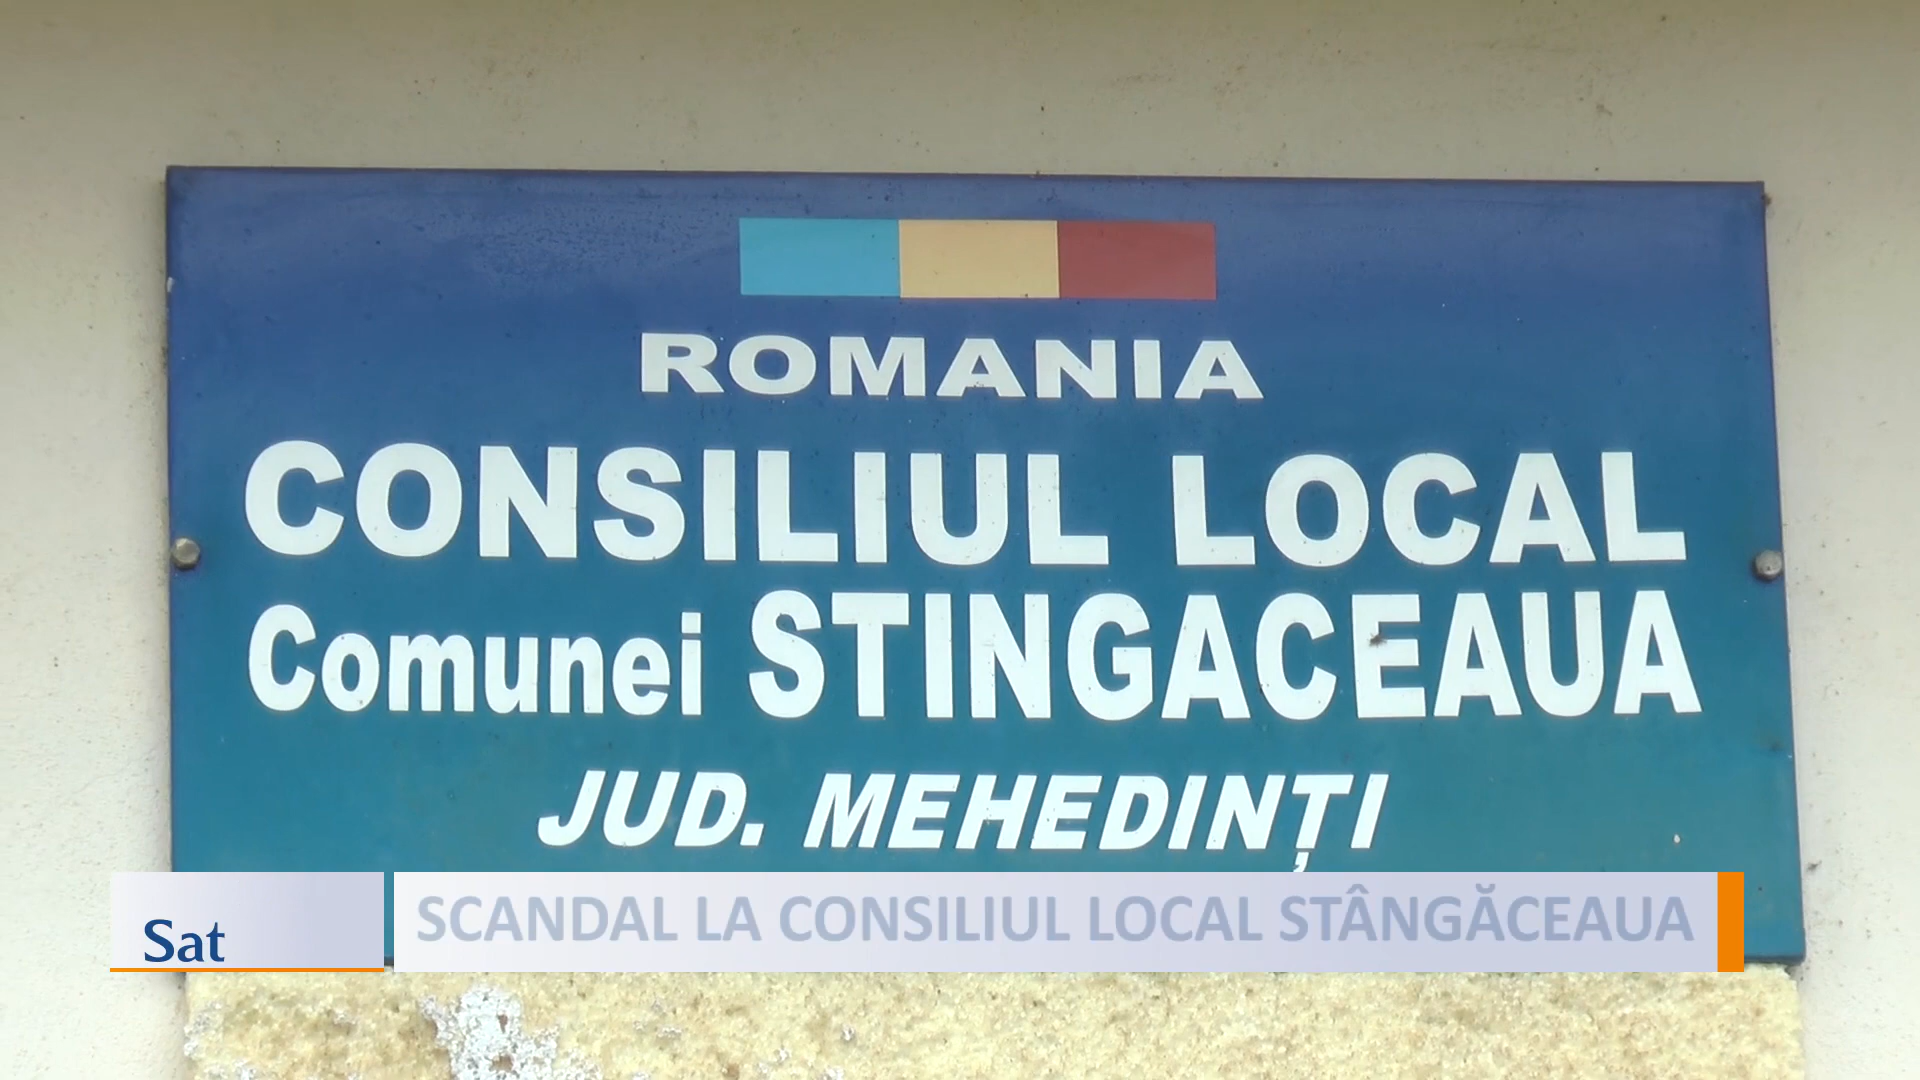 ROMANIA
CONSILIUL LOCAL
Comunei STINGACEAUA
JUD. MEHEDINȚI
Sat
SCANDAL LA CONSILIUL LOCAL STÂNGĂCEAUA